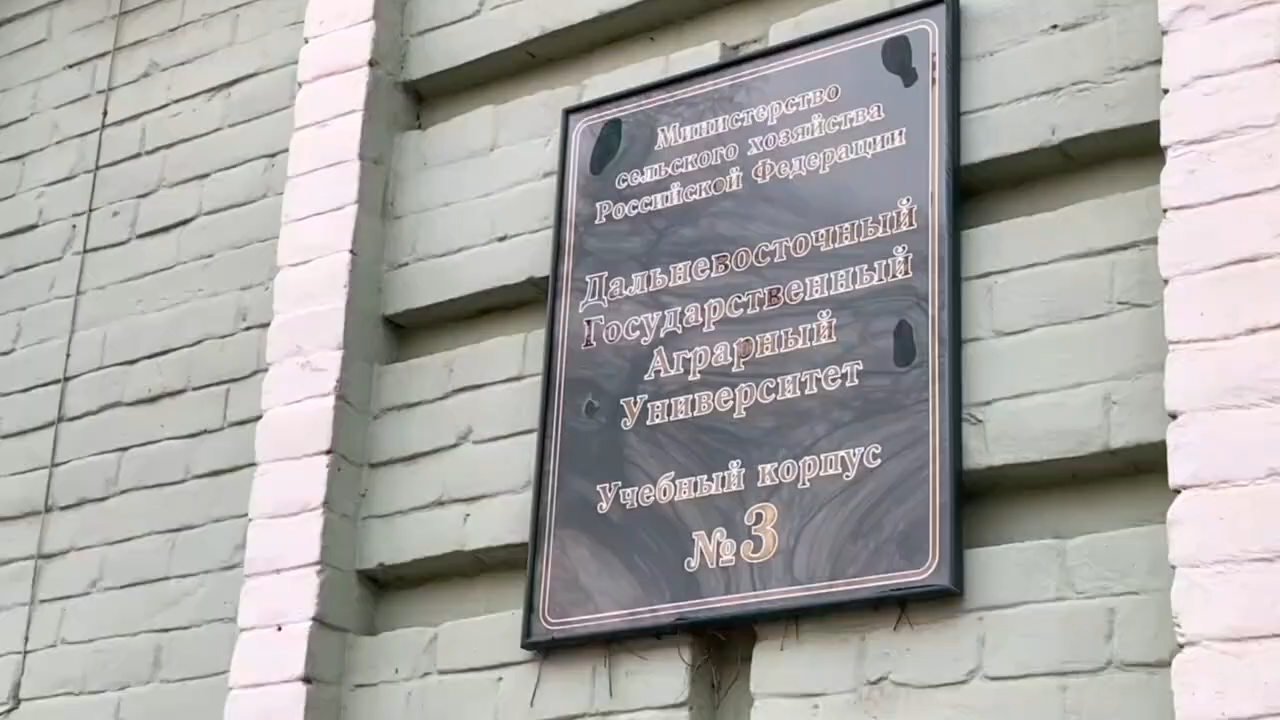 Министерство
сельского хозяйства
Российской Федерации
Дальневосточный
Государственный
Аграрный
Университет
Учебный корпус
№3